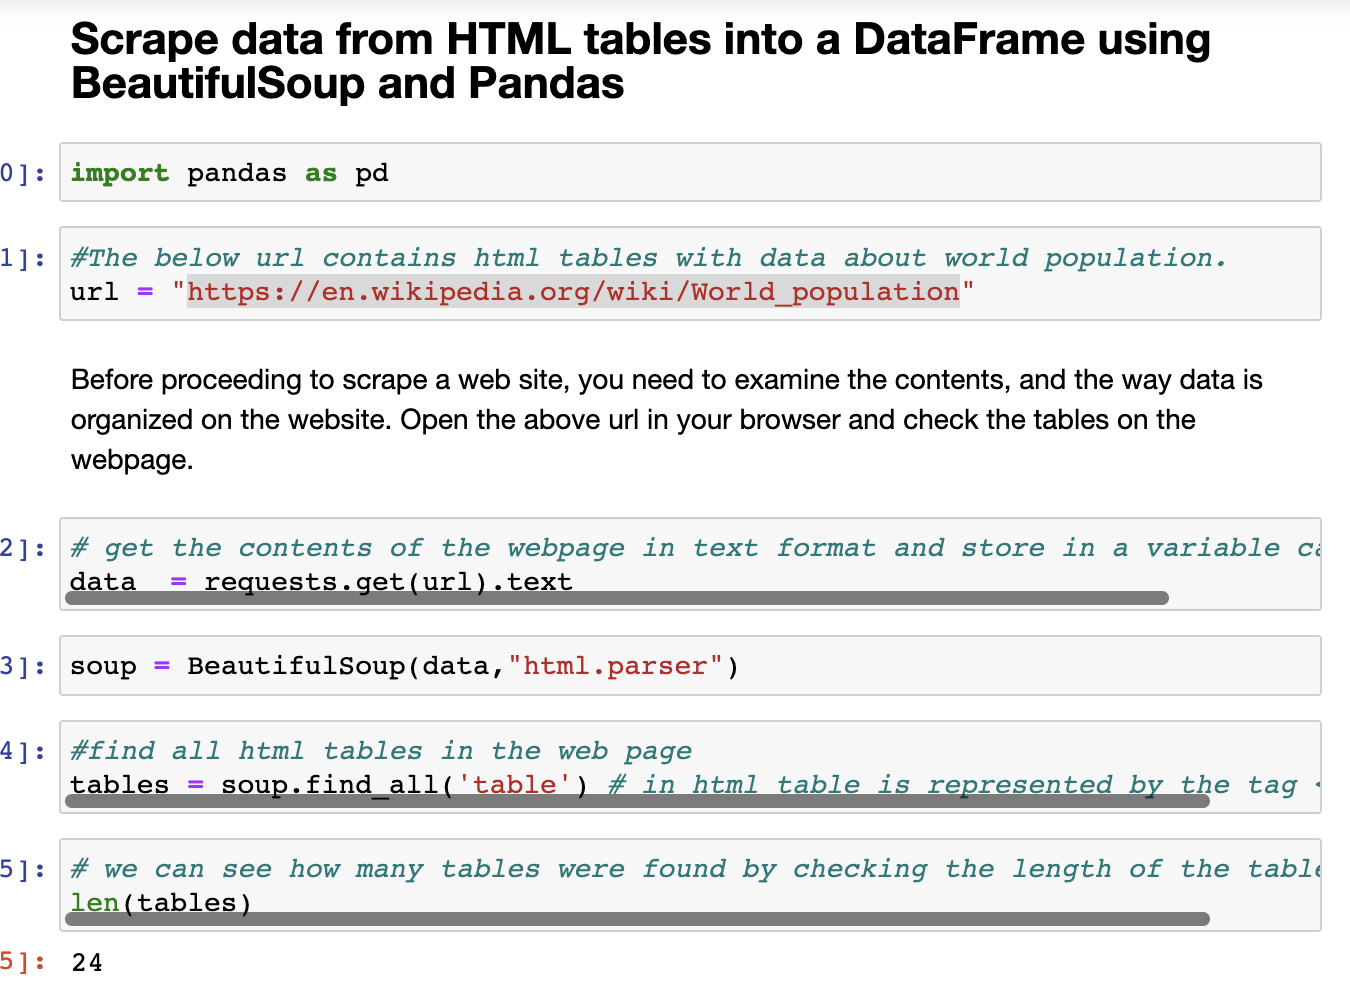 Scrape data from HTML tables into a DataFrame using
BeautifulSoup and Pandas
0]: import pandas as pd
1]: #The below url contains html tables with data about world population.
url = "https://en.wikipedia.org/wiki/World_population"
Before proceeding to scrape a web site, you need to examine the contents, and the way data is
organized on the website. Open the above url in your browser and check the tables on the
webpage.
2]: # get the contents of the webpage in text format and store in a variable
data  = requests.get(url).text
3]: soup = BeautifulSoup(data,"html.parser")
4]: #find all html tables in the web page
tables = soup.find_all('table') # in html table is represented by the tag
5]: # we can see how many tables were found by checking the length of the
len(tables)
5]: 24